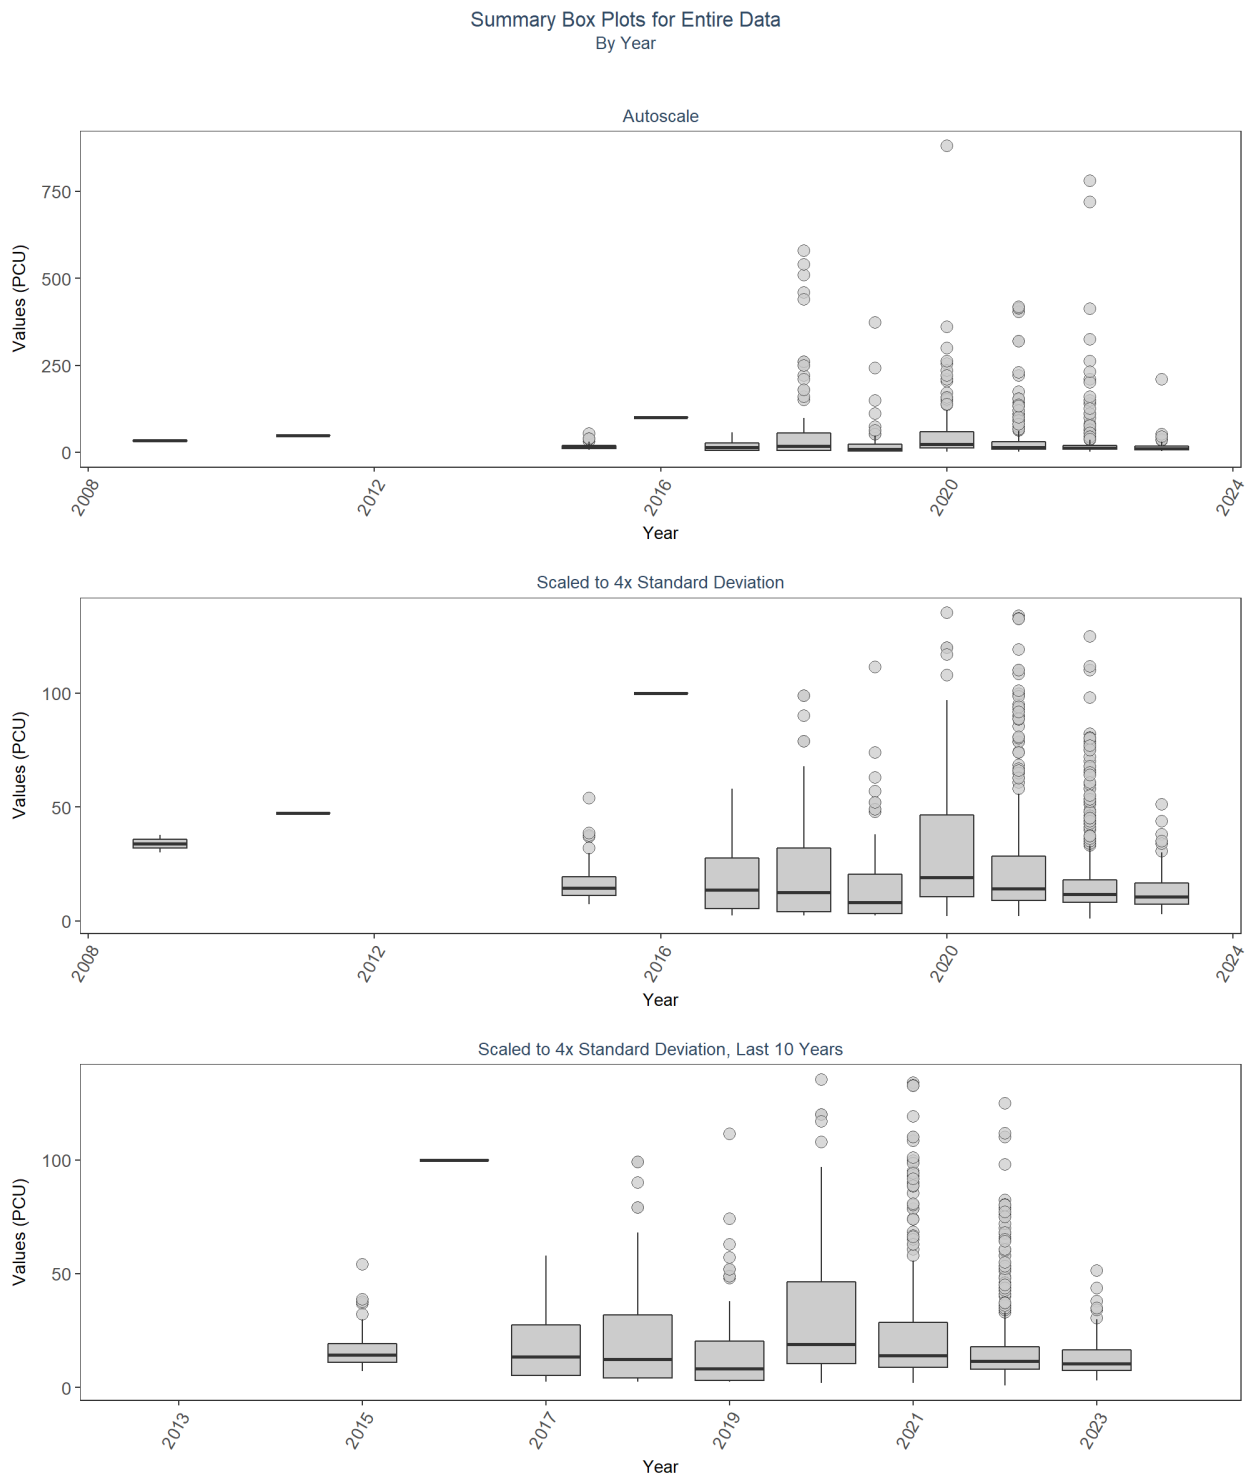 Summary Box Plots for Entire Data
By Year
Autoscale
Values (PCU)
750
500
250
0
2008
2012
2016
2020
2024
Year
Scaled to 4x Standard Deviation
Values (PCU)
100
50
0
2008
2012
2016
2020
2024
Year
Scaled to 4x Standard Deviation, Last 10 Years
Values (PCU)
100
50
0
2013
2015
2017
2019
2021
2023
Year